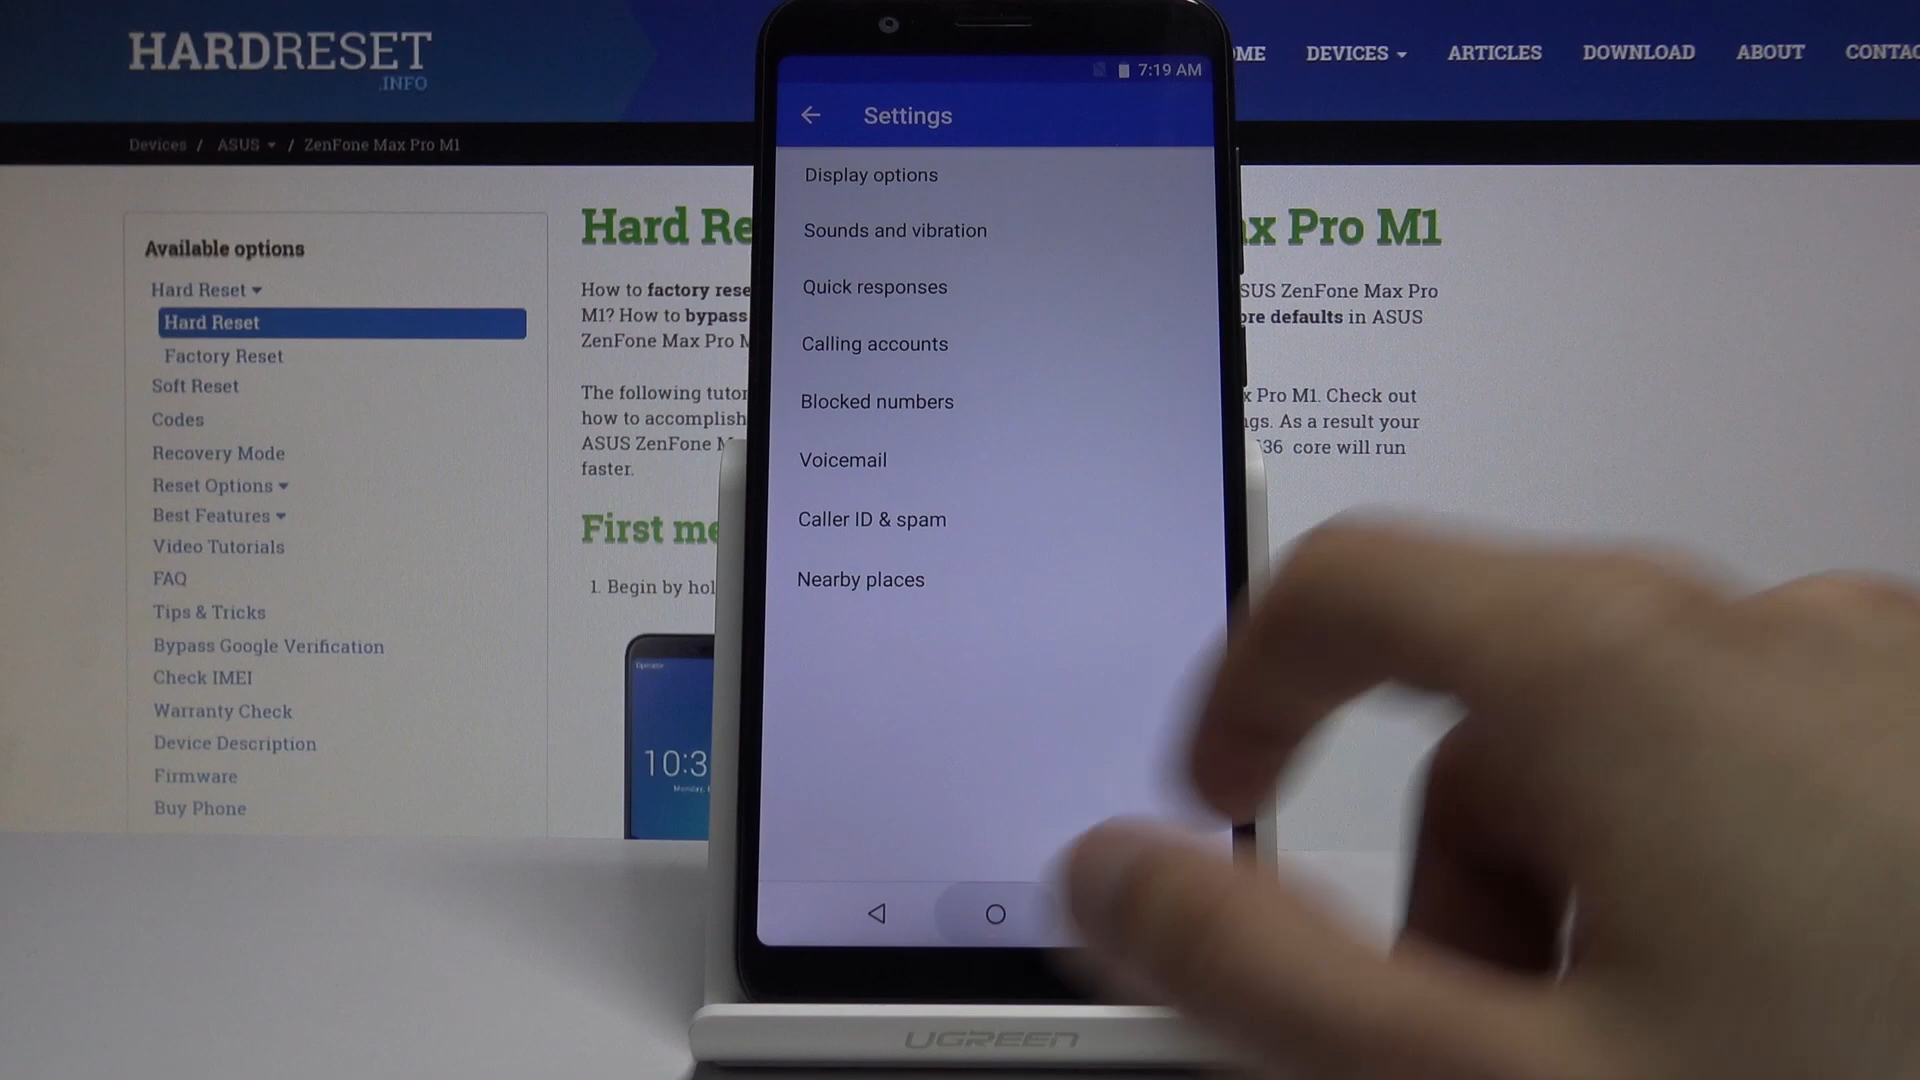 HARDRESET
.INFO
OME DEVICES ARTICLES DOWNLOAD ABOUT CONTAC
Devices / ASUS / ZenFone Max Pro M1
Available options
Hard Reset
Hard Reset
Factory Reset
Soft Reset
Codes
Recovery Mode
Reset Options
Best Features
Video Tutorials
FAQ
Tips & Tricks
Bypass Google Verification
Check IMEI
Warranty Check
Device Description
Firmware
Buy Phone
Hard Re
x Pro M1
How to factory rese
SUS ZenFone Max Pro
M1? How to bypass
ore defaults in ASUS
ZenFone Max Pro M
The following tutor
x Pro M1. Check out
how to accomplish
ngs. As a result your
ASUS ZenFone M
636 core will run
faster.
First me
1. Begin by hol
Operator
10:3
Monday,
7:19 AM
Settings
Display options
Sounds and vibration
Quick responses
Calling accounts
Blocked numbers
Voicemail
Caller ID & spam
Nearby places
UGREEN